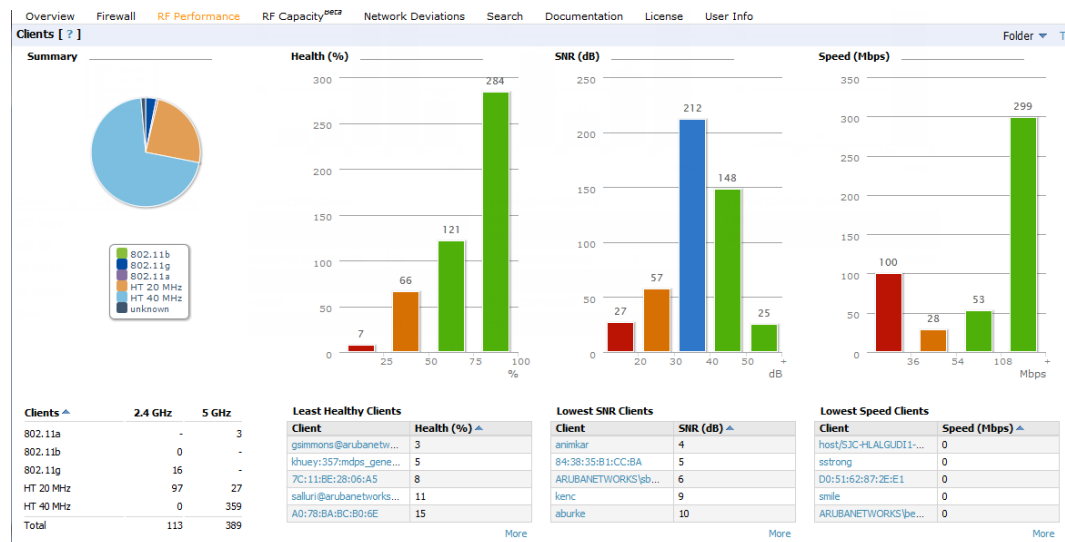 Overview Firewall RF Performance RF Capacity beta Network Deviations Search Documentation License User Info
Clients [ ? ] Folder
Summary
802.11b
802.11g
802.11a
HT 20 MHz
HT 40 MHz
unknown
Health (%)
300
250
200
150
100
50
0
7
66
121
284
25 50 75 100
%
SNR (dB)
250
200
150
100
50
0
27
57
212
148
25
20 30 40 50 +
dB
Speed (Mbps)
350
300
250
200
150
100
50
0
100
28
53
299
36 54 108 +
Mbps
Clients 2.4 GHz 5 GHz
802.11a - 3
802.11b 0 -
802.11g 16 -
HT 20 MHz 97 27
HT 40 MHz 0 359
Total 113 389
Least Healthy Clients
Client Health (%)
gsimmons@arubanetw... 3
khuey:357:mdps_gene... 5
7C:11:BE:28:06:A5 8
salluri@arubanetworks... 11
A0:78:BA:BC:B0:6E 15
More
Lowest SNR Clients
Client SNR (dB)
animkar 4
84:38:35:B1:CC:BA 5
ARUBANETWORKS\sb... 6
kenc 9
aburke 10
More
Lowest Speed Clients
Client Speed (Mbps)
host/SJC-HLALGUDI1-... 0
sstrong 0
D0:51:62:87:2E:E1 0
smile 0
ARUBANETWORKS\be... 0
More